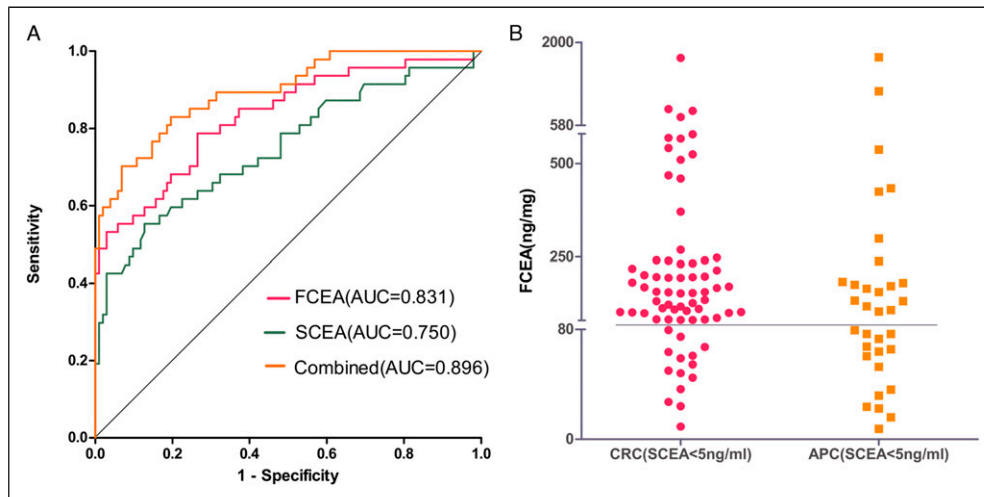 A
1.0
0.8
0.6
0.4
0.2
0.0
Sensitivity
0.0 0.2 0.4 0.6 0.8 1.0
1 - Specificity
FCEA(AUC=0.831)
SCEA(AUC=0.750)
Combined(AUC=0.896)
B
2000
580
500
250
80
0
FCEA(ng/mg)
CRC(SCEA<5ng/ml) APC(SCEA<5ng/ml)